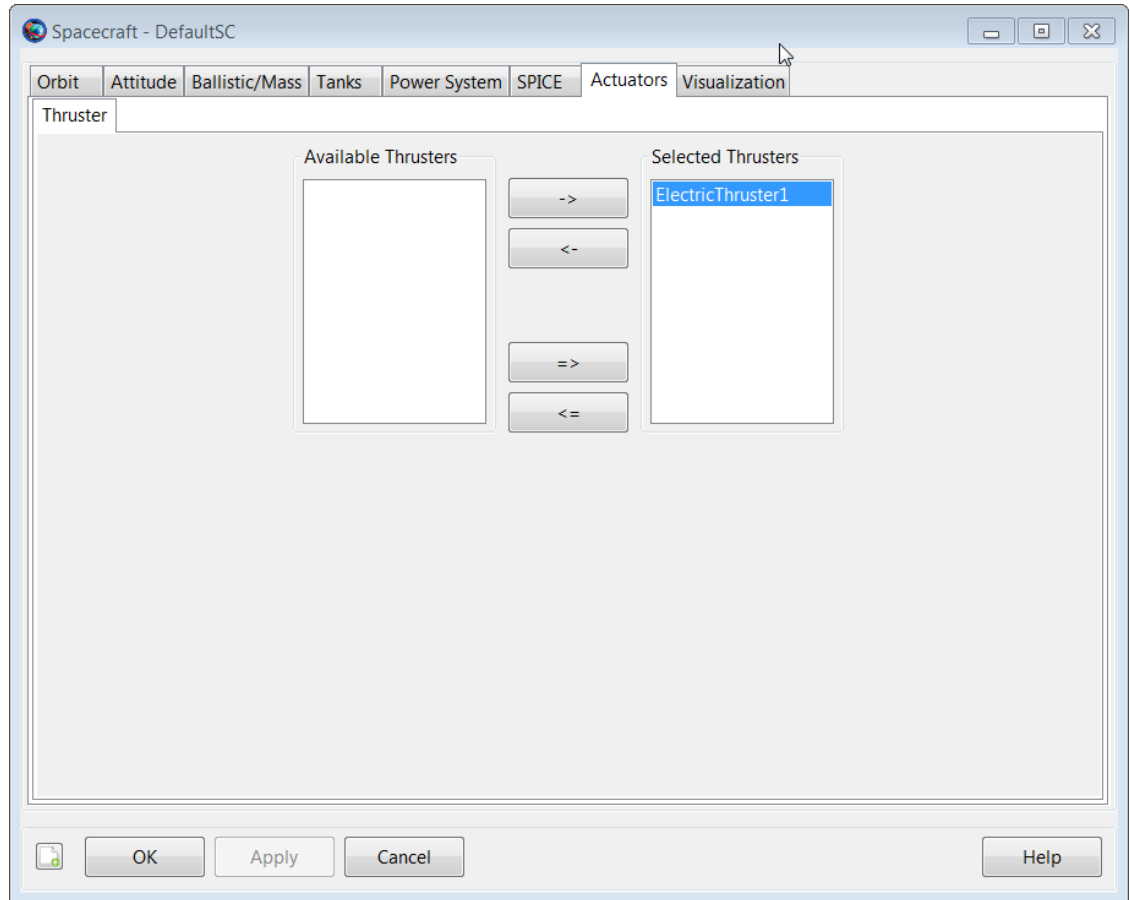 Spacecraft - DefaultSC
Orbit Attitude Ballistic/Mass Tanks Power System SPICE Actuators Visualization
Thruster
Available Thrusters Selected Thrusters
-> ElectricThruster1
<-
=>
<=
OK Apply Cancel Help